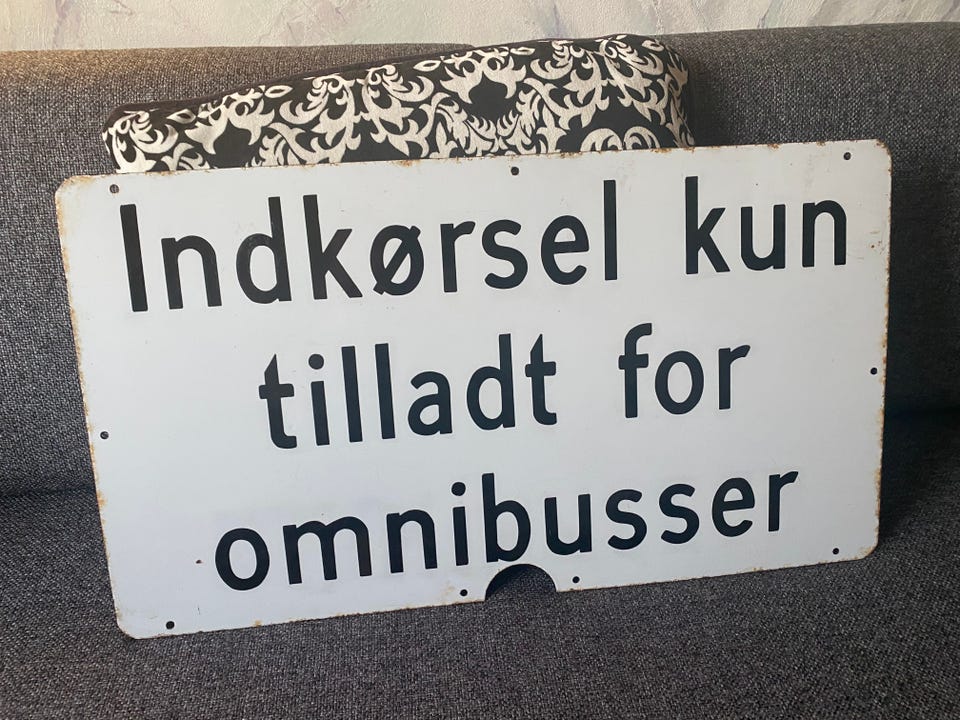 Indkørsel kun
tilladt for
omnibusser